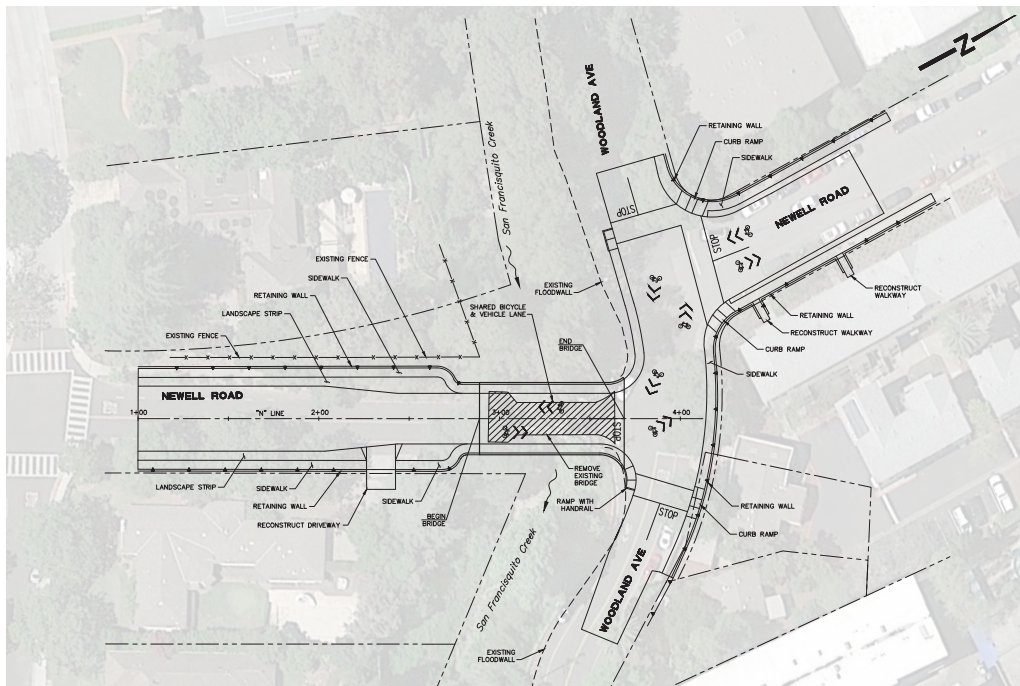 Z
WOODLAND AVE
San Francisquito Creek
RETAINING WALL
CURB RAMP
SIDEWALK
STOP
STOP
NEWELL ROAD
EXISTING FENCE
SIDEWALK
RETAINING WALL
LANDSCAPE STRIP
EXISTING FENCE
EXISTING
FLOODWALL
SHARED BICYCLE
& VEHICLE LANE
RECONSTRUCT
WALKWAY
RETAINING WALL
RECONSTRUCT WALKWAY
CURB RAMP
END
BRIDGE
SIDEWALK
NEWELL ROAD
1+00
"N" LINE
2+00
3+00
4+00
STOP
REMOVE
EXISTING
BRIDGE
LANDSCAPE STRIP
SIDEWALK
RETAINING WALL
RECONSTRUCT DRIVEWAY
SIDEWALK
BEGIN
BRIDGE
RAMP WITH
HANDRAIL
STOP
RETAINING WALL
CURB RAMP
San Francisquito Creek
WOODLAND AVE
EXISTING
FLOODWALL